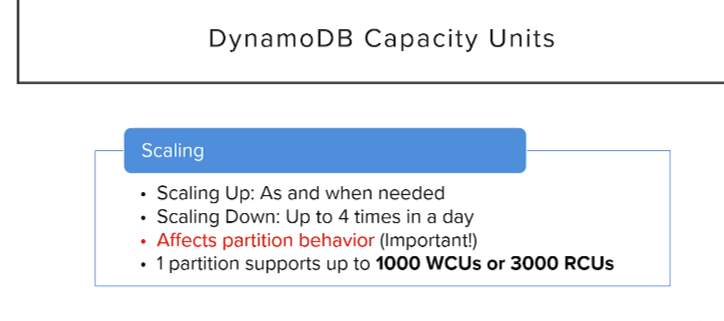 DynamoDB Capacity Units
Scaling
• Scaling Up: As and when needed
• Scaling Down: Up to 4 times in a day
• Affects partition behavior (Important!)
• 1 partition supports up to 1000 WCUs or 3000 RCUs